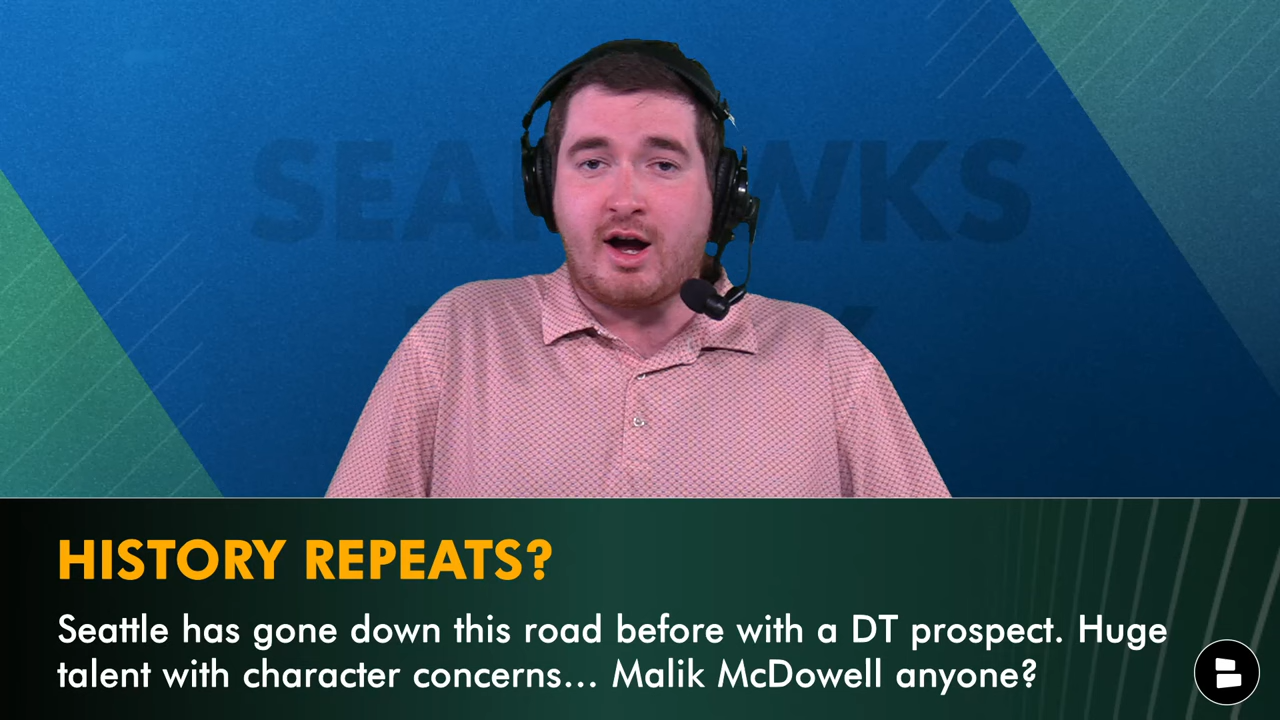 SEAHAWKS
HISTORY REPEATS?
Seattle has gone down this road before with a DT prospect. Huge
talent with character concerns... Malik McDowell anyone?